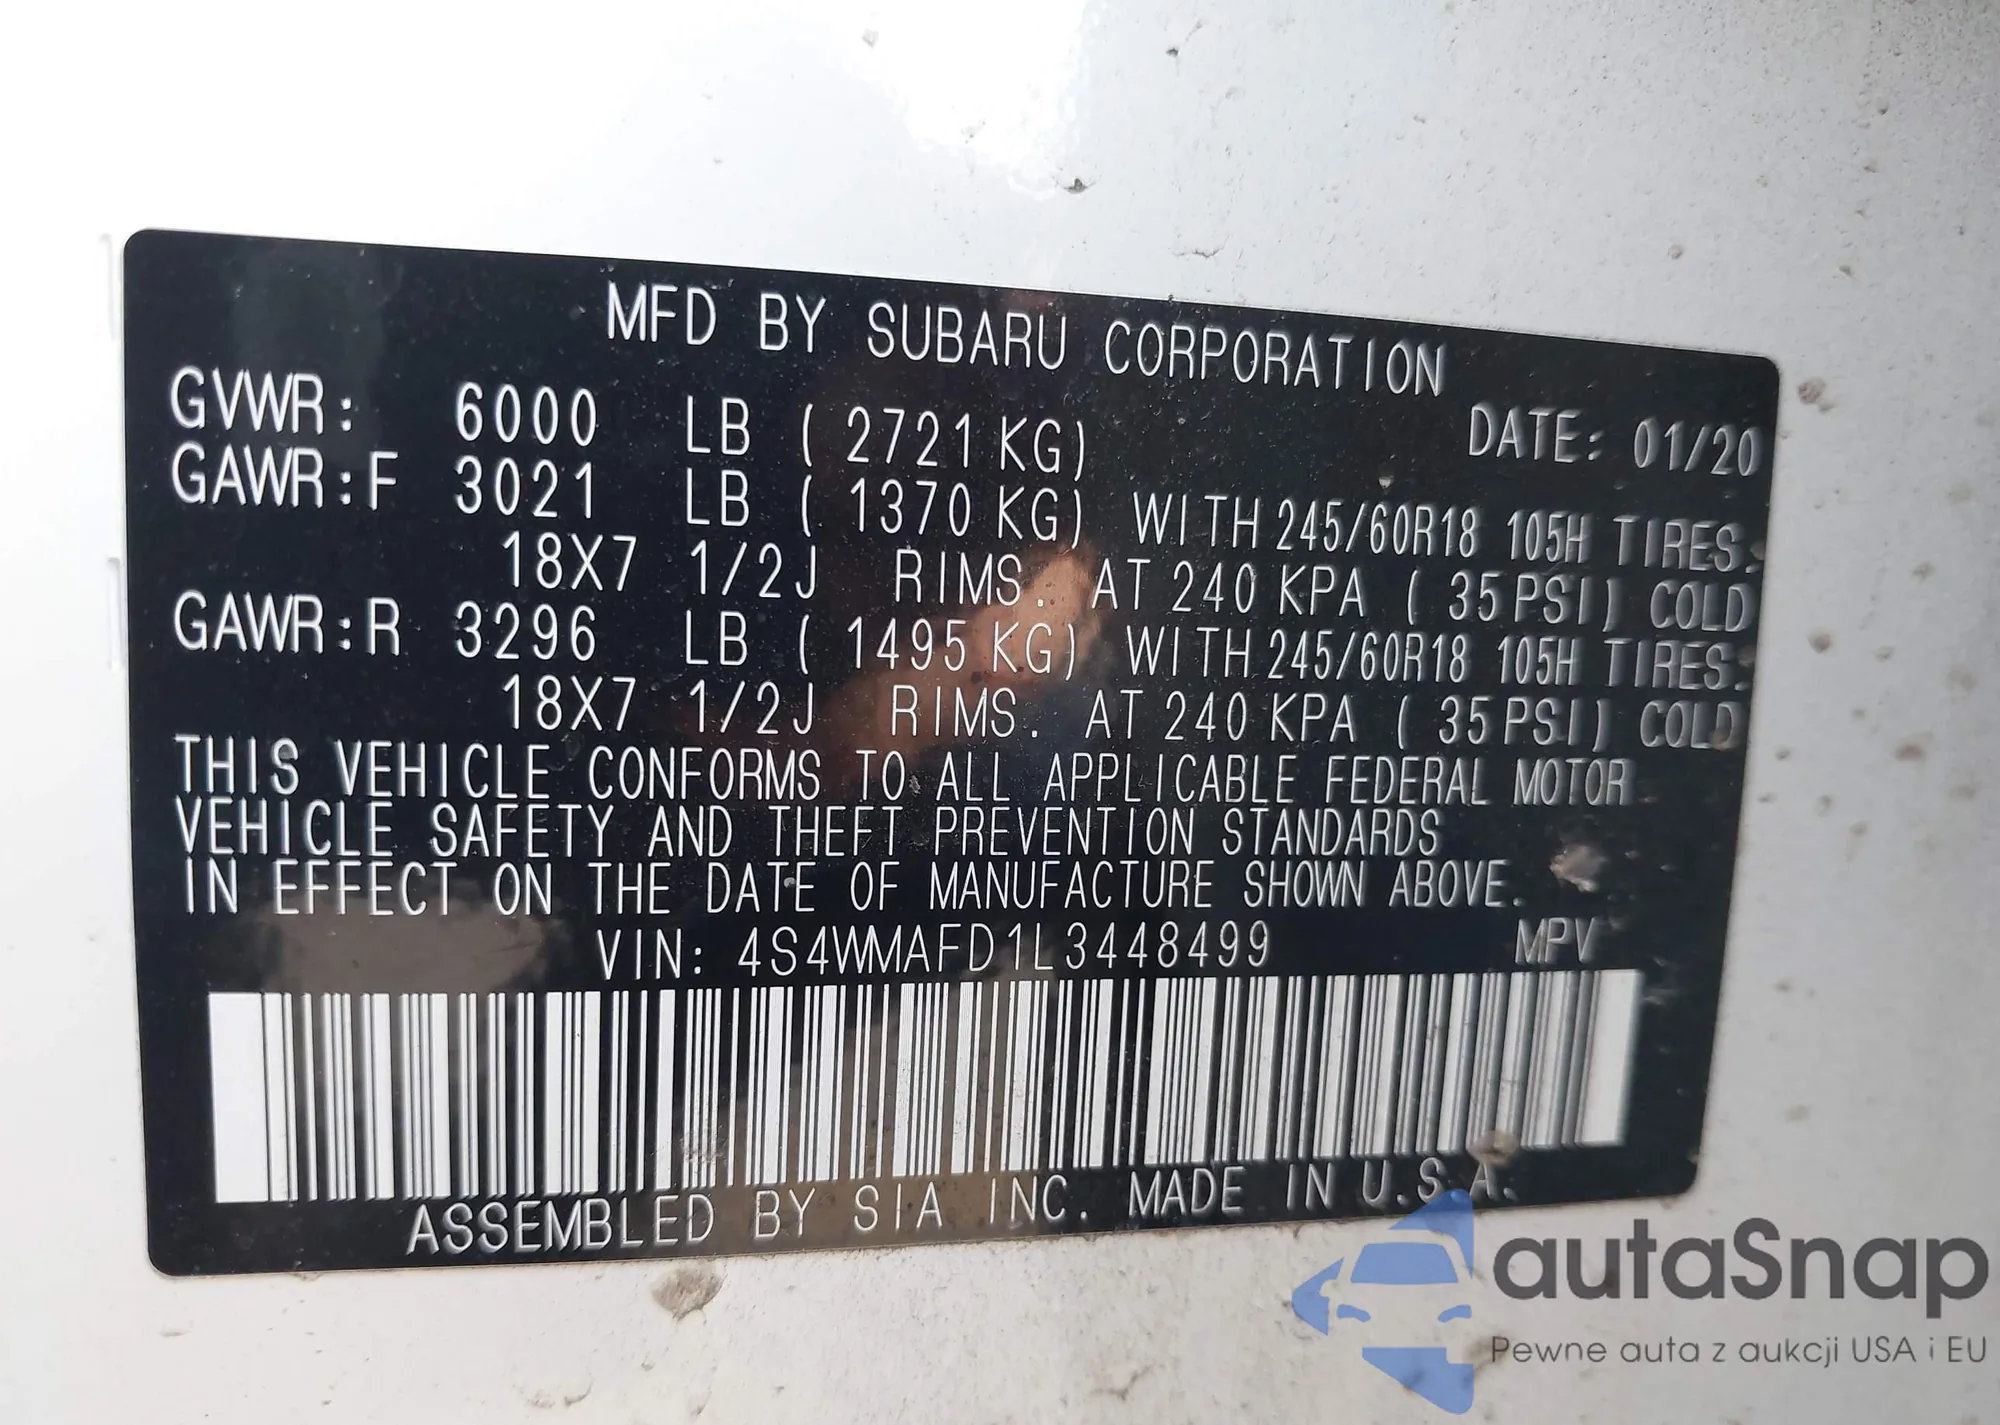 MFD BY SUBARU CORPORATION
GVWR: 6000 LB ( 2721 KG) DATE: 01/20
GAWR:F 3021 LB ( 1370 KG) WITH 245/60R18 105H TIRES.
18X7 1/2J RIMS. AT 240 KPA ( 35 PSI) COLD
GAWR:R 3296 LB ( 1495 KG) WITH 245/60R18 105H TIRES.
18X7 1/2J RIMS. AT 240 KPA ( 35 PSI) COLD
THIS VEHICLE CONFORMS TO ALL APPLICABLE FEDERAL MOTOR
VEHICLE SAFETY AND THEFT PREVENTION STANDARDS
IN EFFECT ON THE DATE OF MANUFACTURE SHOWN ABOVE.
VIN: 4S4WMAFD1L3448499 MPV
ASSEMBLED BY SIA INC. MADE IN U.S.A.
autaSnap
Pewne auta z aukcji USA i EU